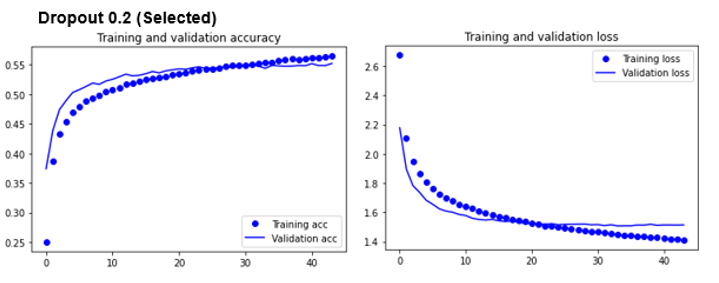 Dropout 0.2 (Selected)
Training and validation accuracy
0.55
0.50
0.45
0.40
0.35
0.30
0.25
Training acc
Validation acc
0 10 20 30 40
Training and validation loss
2.6
2.4
2.2
2.0
1.8
1.6
1.4
Training loss
Validation loss
0 10 20 30 40